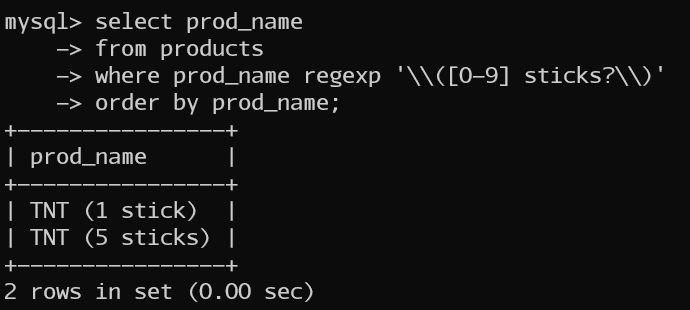 mysql> select prod_name
    -> from products
    -> where prod_name regexp '\\([0-9] sticks?\\)'
    -> order by prod_name;
+----------------+
| prod_name      |
+----------------+
| TNT (1 stick)  |
| TNT (5 sticks) |
+----------------+
2 rows in set (0.00 sec)